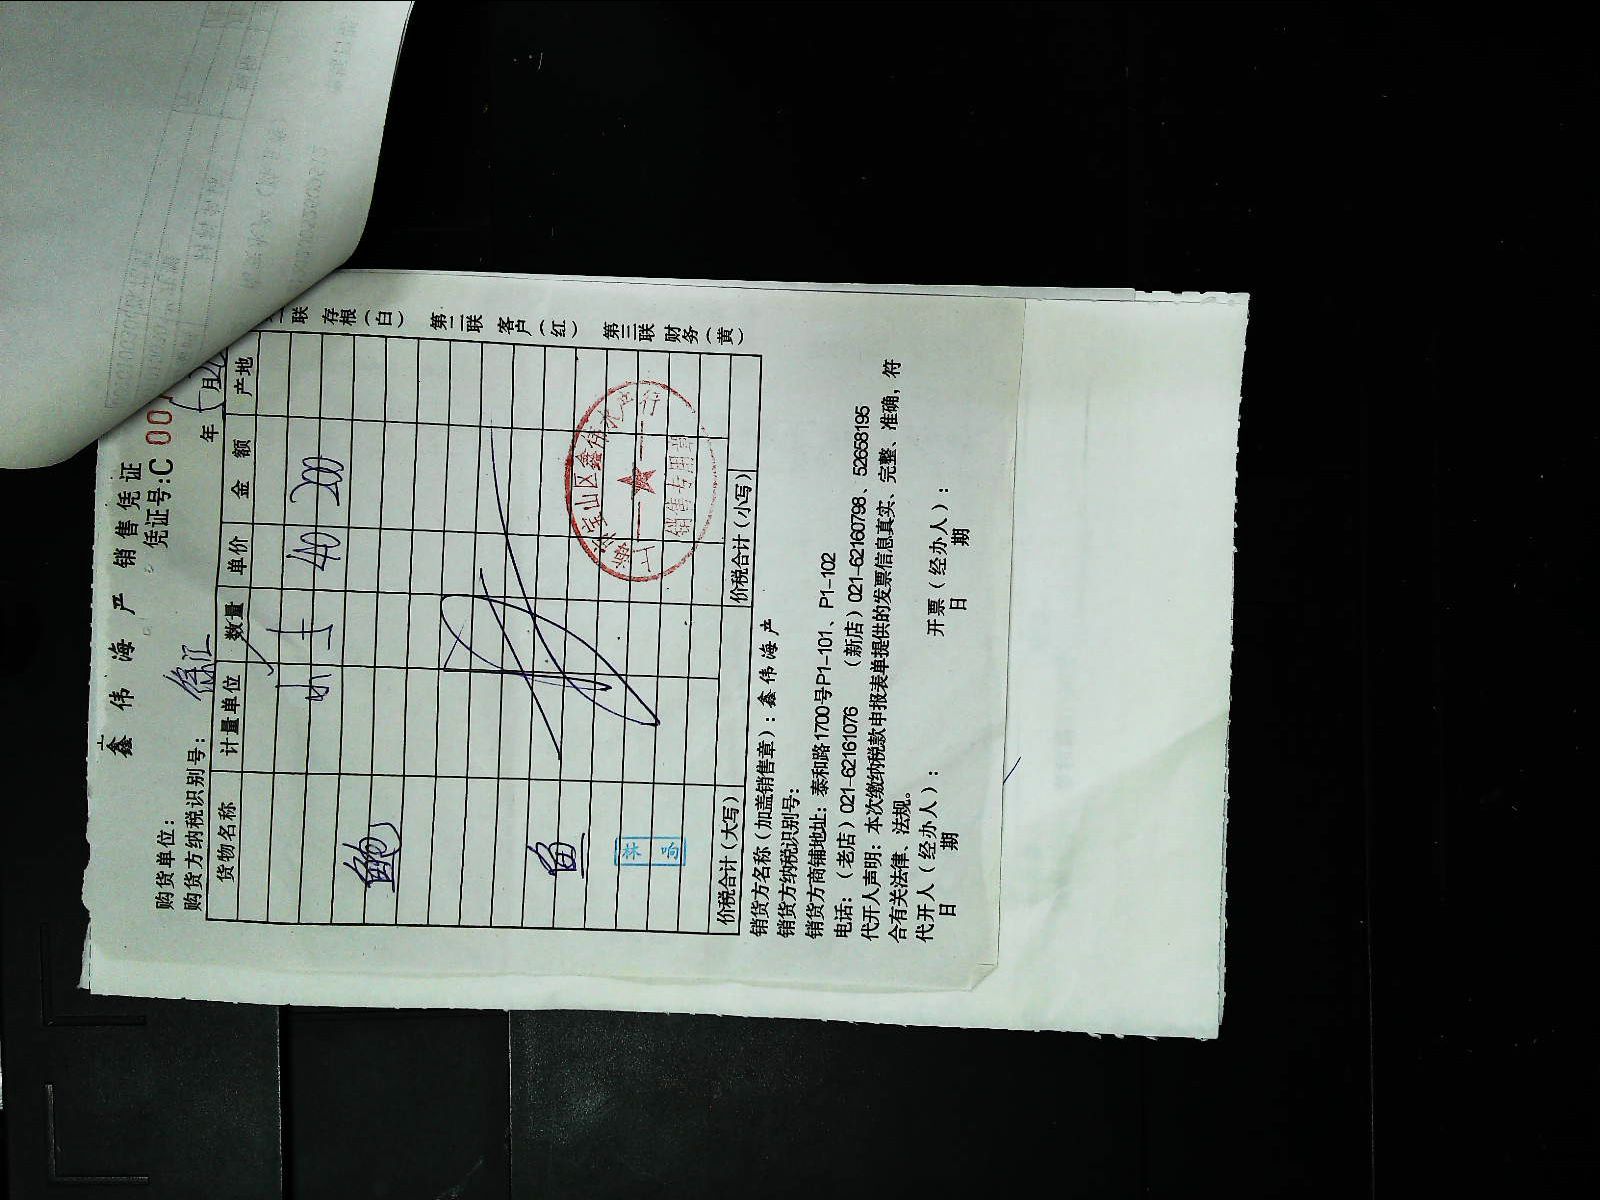 鑫伟海产 销售凭证
凭证号:C 00
购货单位:
徐汇
购货方纳税识别号:
年 5月
货物名称 计量单位 数量 单价 金额 产地
40 200
鲍
鱼
林喻
价税合计(大写) 价税合计(小写)
上海宝山区鑫伟水产行
销售专用章
联 存根(白) 第二联 客户(红) 第三联 财务(黄)
销货方名称(加盖销售章):鑫伟海产
销货方纳税识别号:
销货方商铺地址:泰和路1700号P1-101、P1-102
电话:(老店)021-62161076 (新店)021-62160798、52658195
代开人声明:本次缴纳税款申报表单提供的发票信息真实、完整、准确,符
合有关法律、法规。
代开人(经办人): 开票(经办人):
日 期 日 期